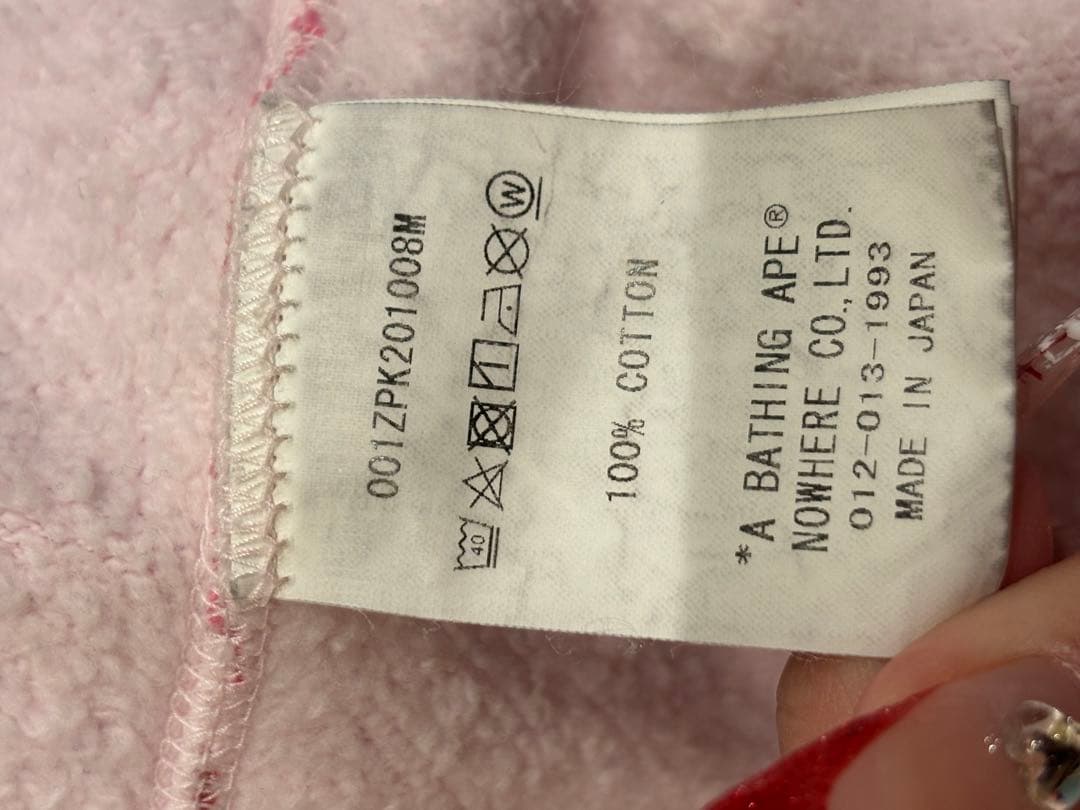 001ZPK201008M
40 W
100% COTTON
*A BATHING APE®
NOWHERE CO.,LTD.
012-013-1993
MADE IN JAPAN